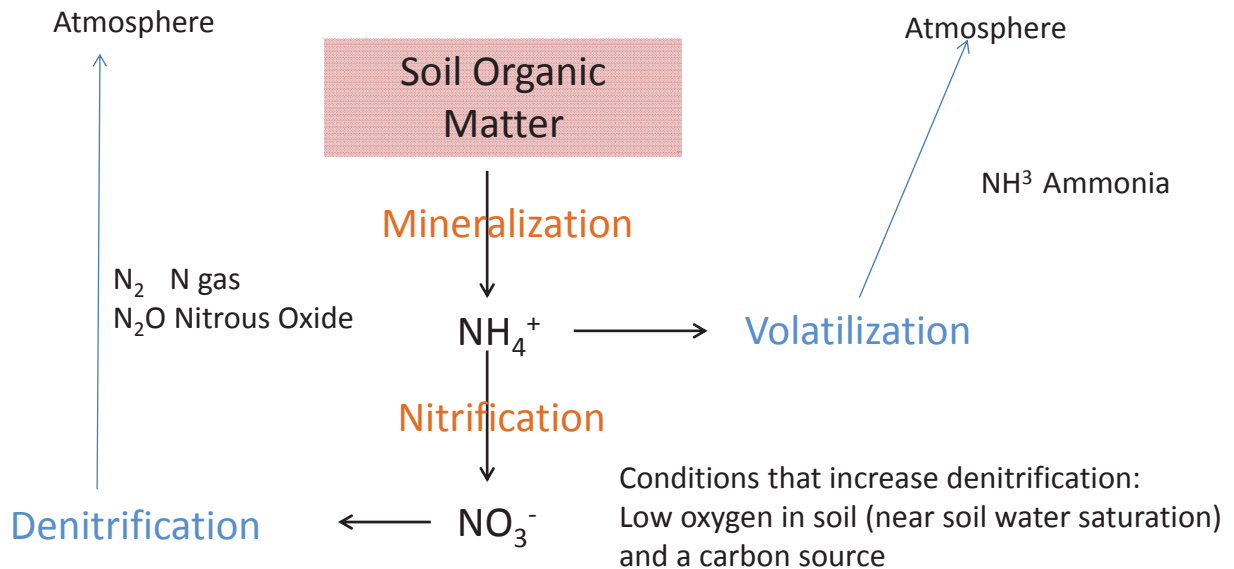 Atmosphere
Atmosphere
Soil Organic
Matter
NH³ Ammonia
Mineralization
N₂ N gas
N₂O Nitrous Oxide
NH₄⁺
Volatilization
Nitrification
Conditions that increase denitrification:
Low oxygen in soil (near soil water saturation)
and a carbon source
Denitrification
NO₃⁻